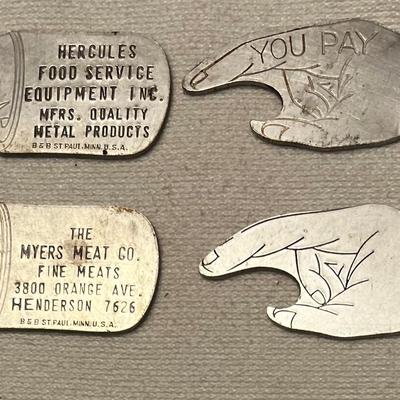 HERCULES
FOOD SERVICE
EQUIPMENT INC.
MFRS. QUALITY
METAL PRODUCTS
B & B ST. PAUL, MINN. U.S.A.
YOU PAY
THE
MYERS MEAT CO.
FINE MEATS
3800 ORANGE AVE.
HENDERSON 7626
B & B ST. PAUL, MINN. U.S.A.